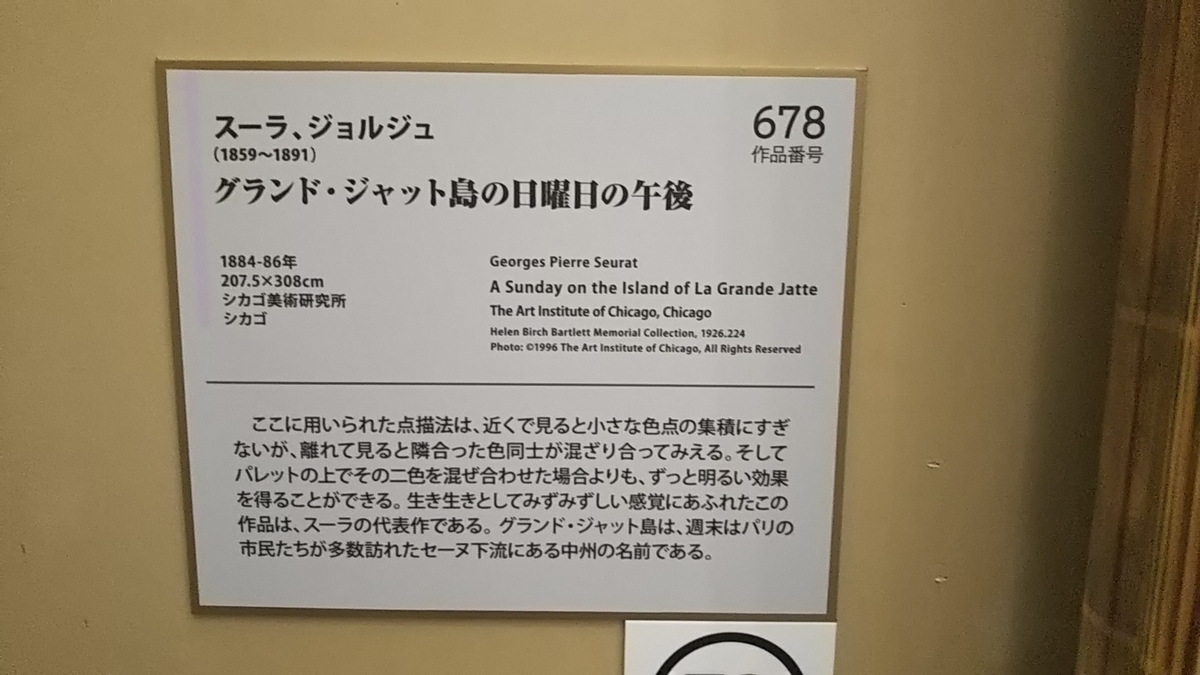 スーラ、ジョルジュ
678
(1859～1891)
作品番号
グランド・ジャット島の日曜日の午後
1884-86年
207.5×308cm
シカゴ美術研究所
シカゴ
Georges Pierre Seurat
A Sunday on the Island of La Grande Jatte
The Art Institute of Chicago, Chicago
Helen Birch Bartlett Memorial Collection, 1926.224
Photo: ©1996 The Art Institute of Chicago, All Rights Reserved
ここに用いられた点描法は、近くで見ると小さな色点の集積にすぎ
ないが、離れて見ると隣合った色同士が混ざり合ってみえる。そして
パレットの上でその二色を混ぜ合わせた場合よりも、ずっと明るい効果
を得ることができる。生き生きとしてみずみずしい感覚にあふれたこの
作品は、スーラの代表作である。グランド・ジャット島は、週末はパリの
市民たちが多数訪れたセーヌ下流にある中州の名前である。